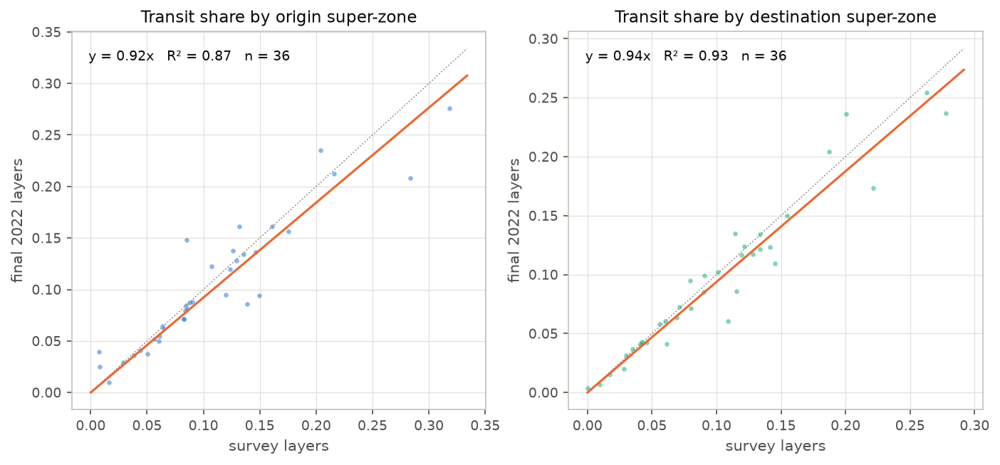 Transit share by origin super-zone
y = 0.92x R² = 0.87 n = 36
0.35
0.30
0.25
0.20
0.15
0.10
0.05
0.00
final 2022 layers
0.00 0.05 0.10 0.15 0.20 0.25 0.30 0.35
survey layers
Transit share by destination super-zone
y = 0.94x R² = 0.93 n = 36
0.30
0.25
0.20
0.15
0.10
0.05
0.00
final 2022 layers
0.00 0.05 0.10 0.15 0.20 0.25 0.30
survey layers